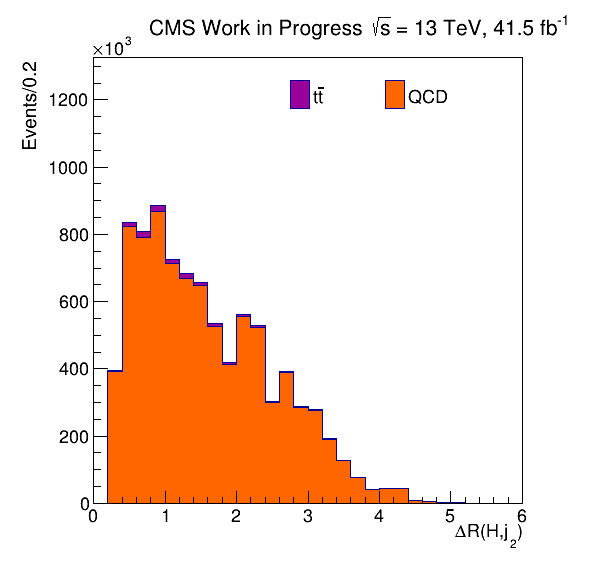 CMS Work in Progress √s = 13 TeV, 41.5 fb⁻¹
×10³
Events/0.2
tt̄
QCD
1200
1000
800
600
400
200
0
0 1 2 3 4 5 6
ΔR(H,j₂)